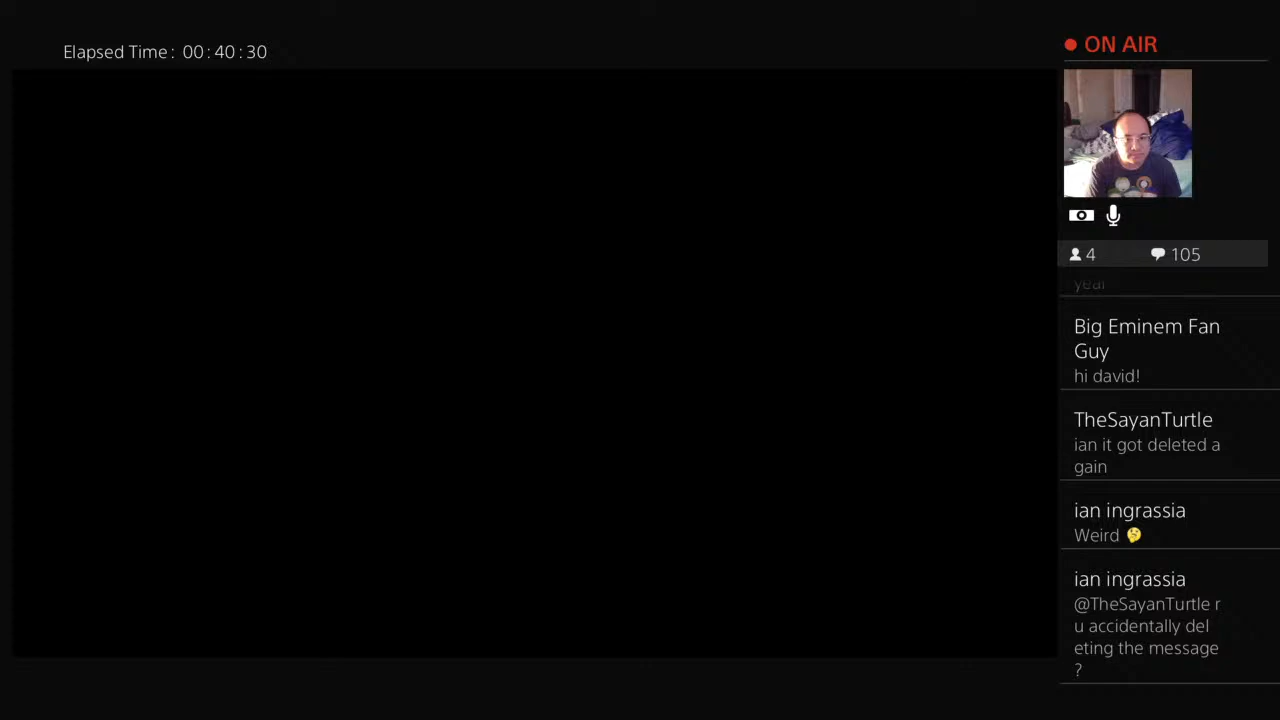 Elapsed Time: 00:40:30
ON AIR
4 105
year
Big Eminem Fan
Guy
hi david!
TheSayanTurtle
ian it got deleted a
gain
ian ingrassia
Weird 🤔
ian ingrassia
@TheSayanTurtle r
u accidentally del
eting the message
?